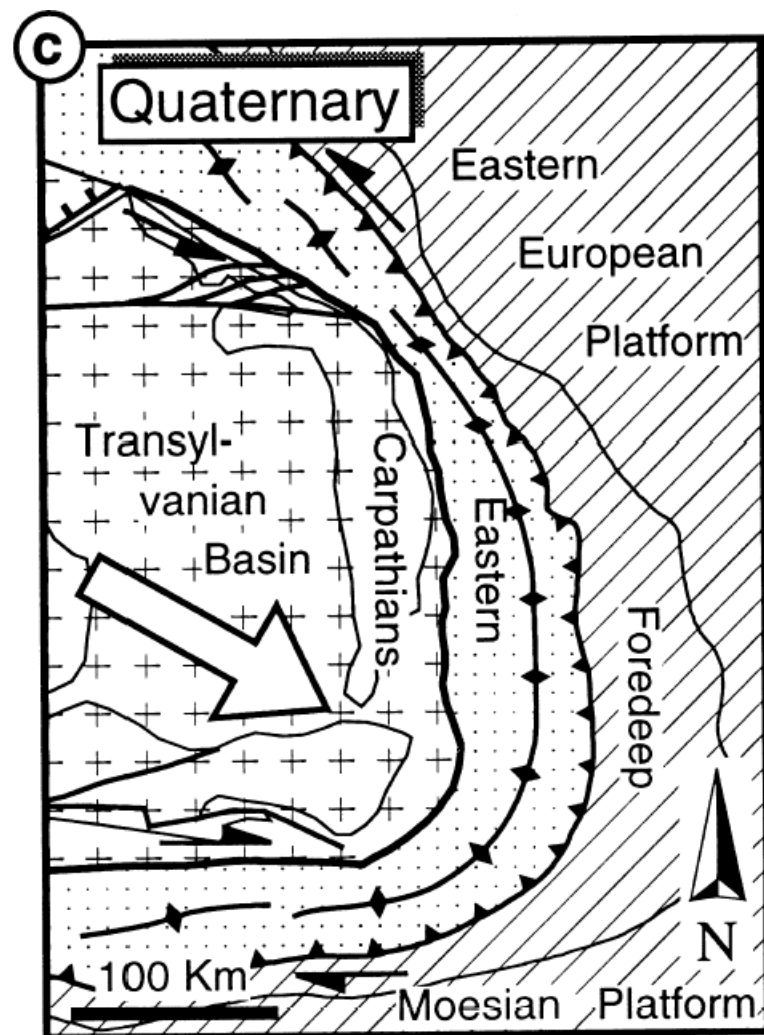 c
Quaternary
Eastern
European
Platform
Transyl-
vanian
Basin
Carpathians
Eastern
Foredeep
N
100 Km
Moesian Platform